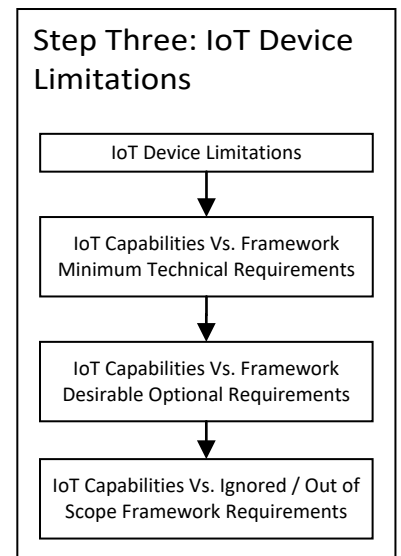 Step Three: IoT Device
Limitations
IoT Device Limitations
IoT Capabilities Vs. Framework
Minimum Technical Requirements
IoT Capabilities Vs. Framework
Desirable Optional Requirements
IoT Capabilities Vs. Ignored / Out of
Scope Framework Requirements